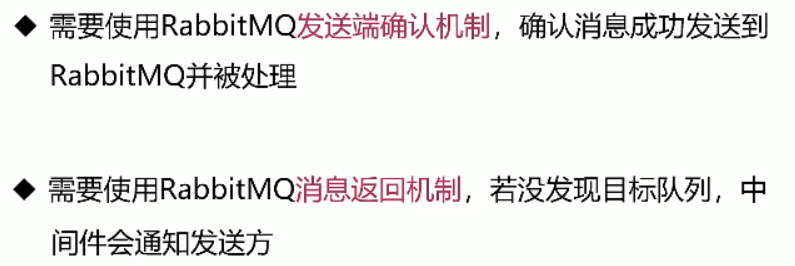 ◆ 需要使用RabbitMQ发送端确认机制，确认消息成功发送到
RabbitMQ并被处理
◆ 需要使用RabbitMQ消息返回机制，若没发现目标队列，中
间件会通知发送方